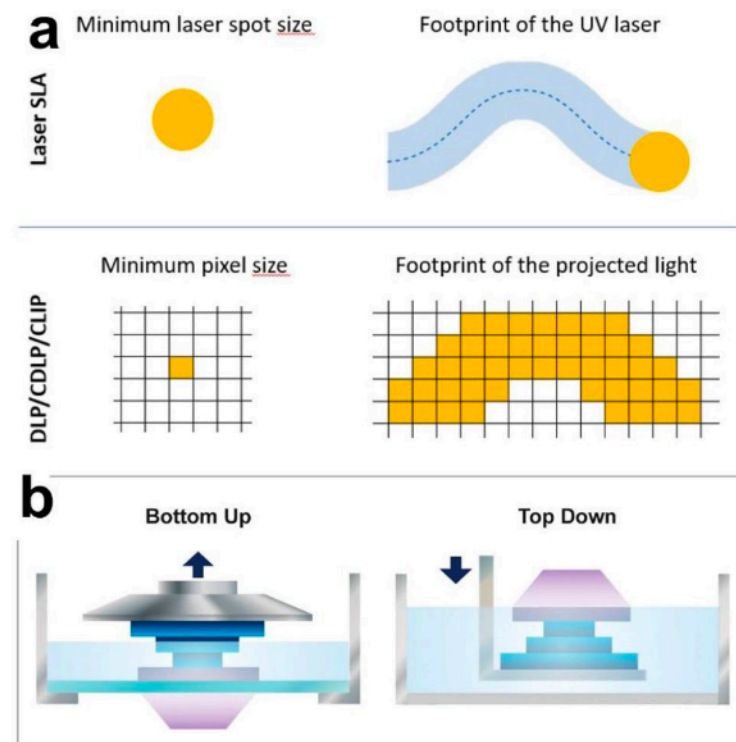 a
Minimum laser spot size
Footprint of the UV laser
Laser SLA
Minimum pixel size
Footprint of the projected light
DLP/CDLP/CLIP
b
Bottom Up
Top Down